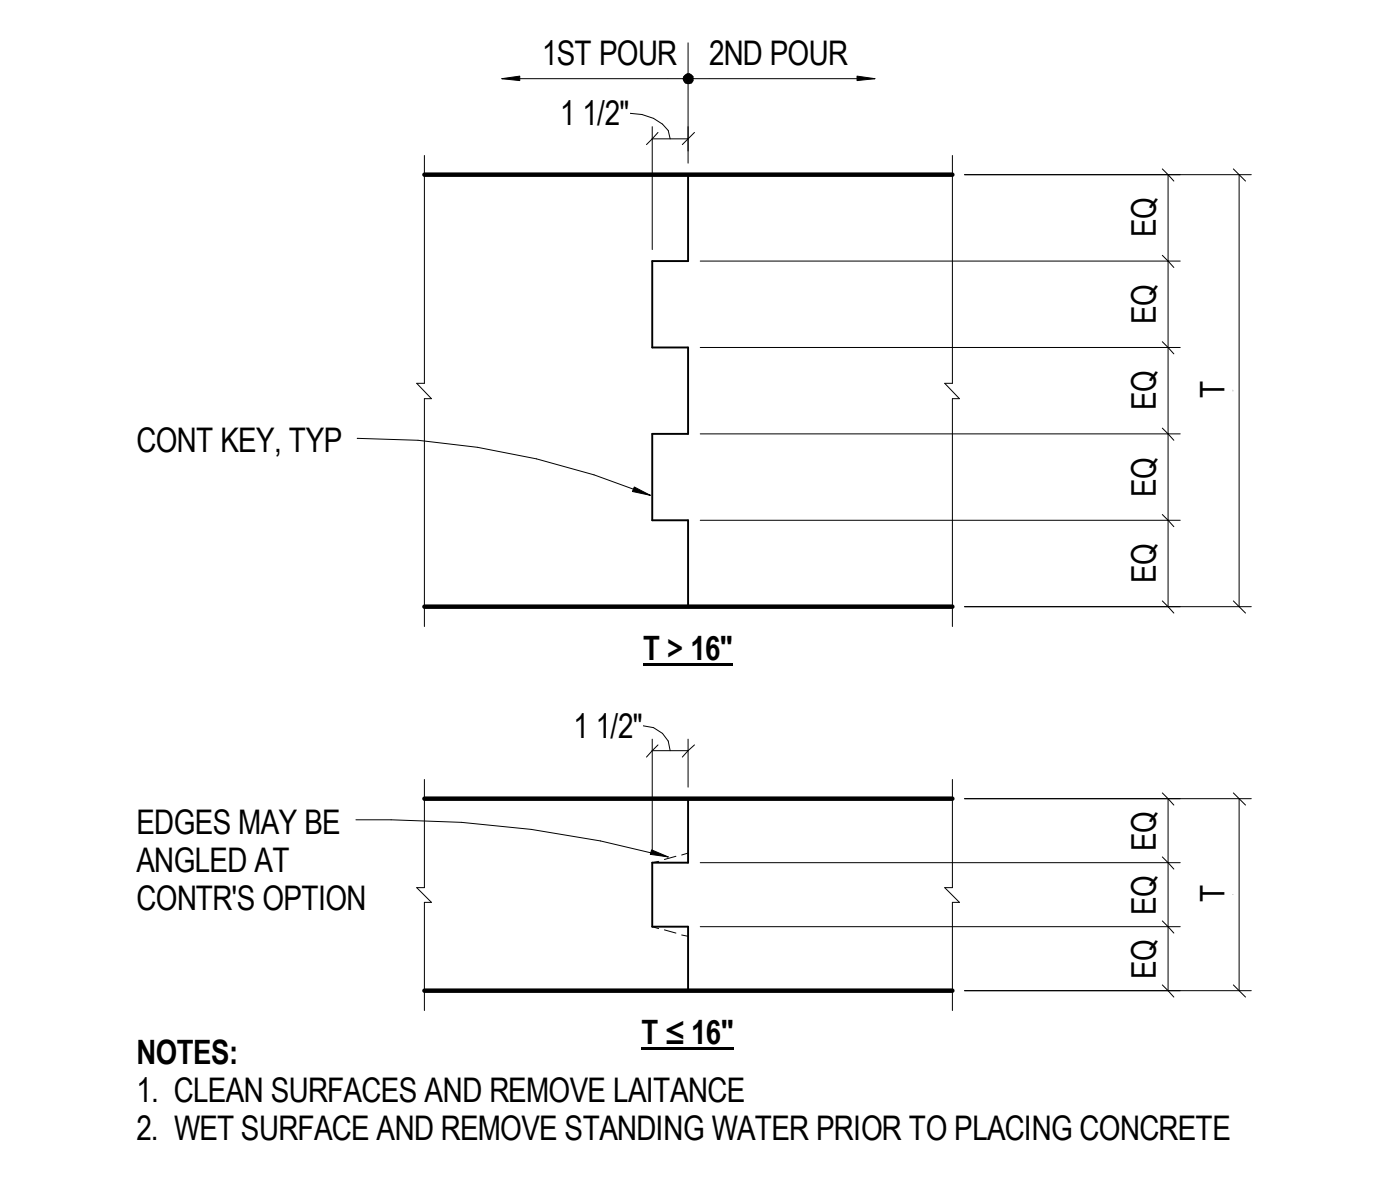 1ST POUR 2ND POUR
1 1/2"
EQ
EQ
EQ
EQ
EQ
T
CONT KEY, TYP
T > 16"
1 1/2"
EDGES MAY BE
ANGLED AT
CONTR'S OPTION
EQ
EQ
EQ
T
T ≤ 16"
NOTES:
1. CLEAN SURFACES AND REMOVE LAITANCE
2. WET SURFACE AND REMOVE STANDING WATER PRIOR TO PLACING CONCRETE